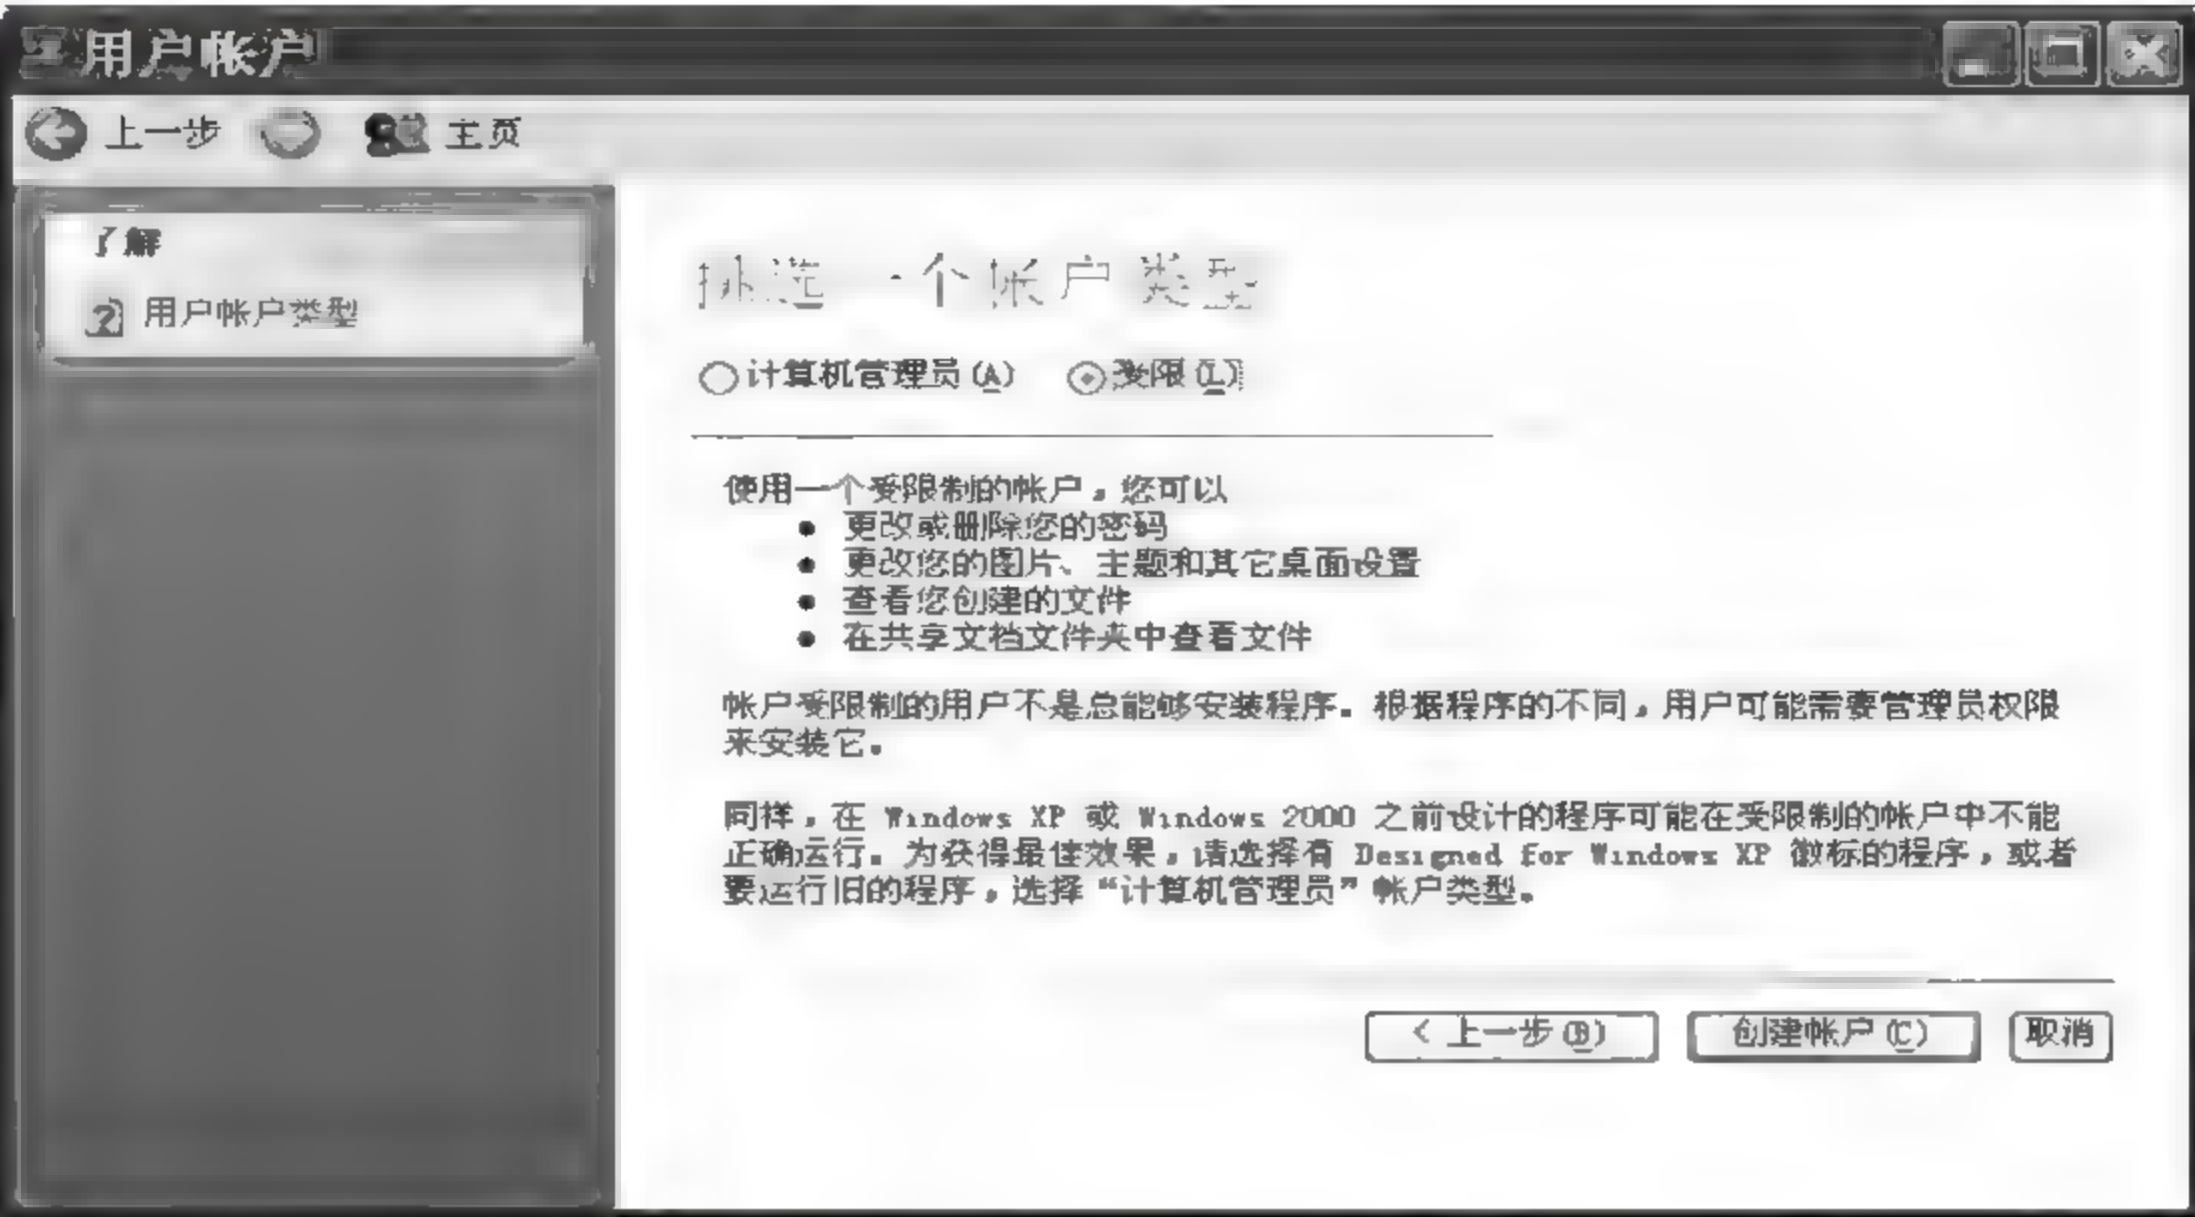 用户帐户
上一步 主页
了解
用户帐户类型
挑选一个帐户类型
计算机管理员(A) 受限(L)
使用一个受限制的帐户，您可以
● 更改或删除您的密码
● 更改您的图片、主题和其它桌面设置
● 查看您创建的文件
● 在共享文档文件夹中查看文件
帐户受限制的用户不是总能够安装程序。根据程序的不同，用户可能需要管理员权限
来安装它。
同样，在 Windows XP 或 Windows 2000 之前设计的程序可能在受限制的帐户中不能
正确运行。为获得最佳效果，请选择有 Designed for Windows XP 徽标的程序，或者
要运行旧的程序，选择“计算机管理员”帐户类型。
< 上一步(B) 创建帐户(C) 取消